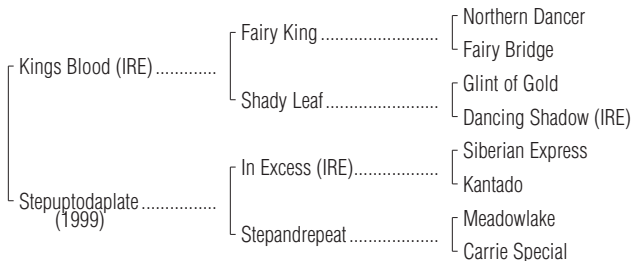 Northern Dancer
Fairy King ........................
Fairy Bridge
Kings Blood (IRE) .............
Glint of Gold
Shady Leaf .......................
Dancing Shadow (IRE)
Siberian Express
In Excess (IRE)..................
Kantado
Stepuptodaplate ................
(1999)
Meadowlake
Stepandrepeat ...................
Carrie Special